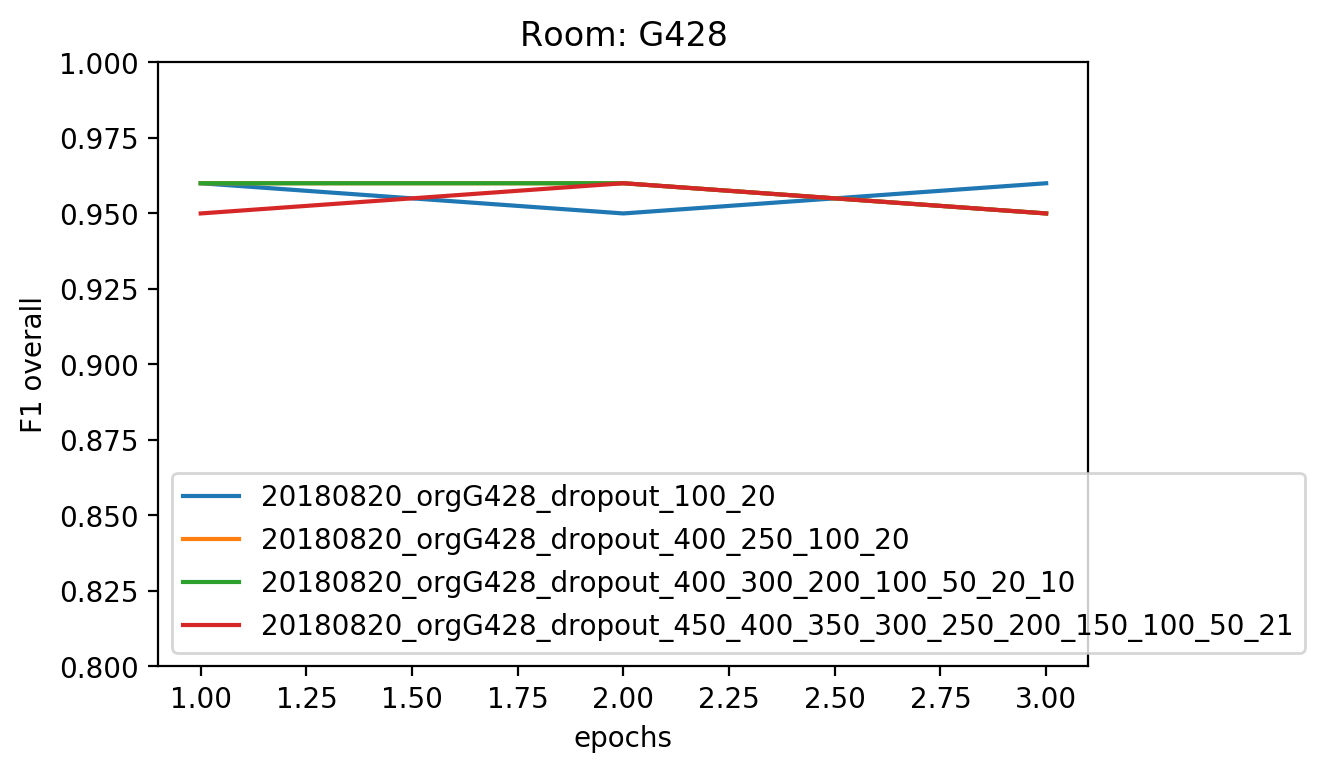 Room: G428
1.000
0.975
0.950
0.925
0.900
0.875
0.850
0.825
0.800
F1 overall
20180820_orgG428_dropout_100_20
20180820_orgG428_dropout_400_250_100_20
20180820_orgG428_dropout_400_300_200_100_50_20_10
20180820_orgG428_dropout_450_400_350_300_250_200_150_100_50_21
1.00 1.25 1.50 1.75 2.00 2.25 2.50 2.75 3.00
epochs